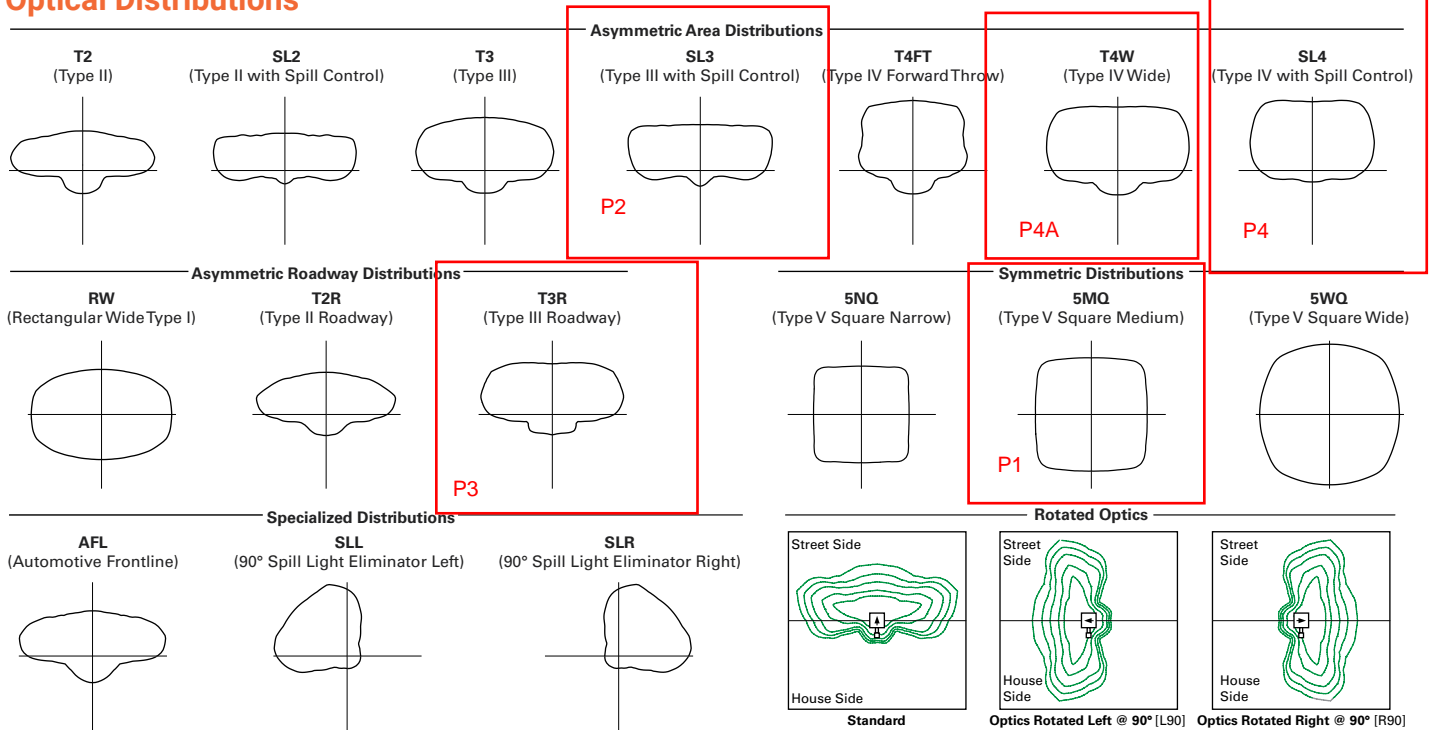 Optical Distributions
Asymmetric Area Distributions
T2
(Type II)
SL2
(Type II with Spill Control)
T3
(Type III)
SL3
(Type III with Spill Control)
T4FT
(Type IV Forward Throw)
T4W
(Type IV Wide)
SL4
(Type IV with Spill Control)
P2
P4A
P4
Asymmetric Roadway Distributions
Symmetric Distributions
RW
(Rectangular Wide Type I)
T2R
(Type II Roadway)
T3R
(Type III Roadway)
5NQ
(Type V Square Narrow)
5MQ
(Type V Square Medium)
5WQ
(Type V Square Wide)
P3
P1
Specialized Distributions
Rotated Optics
AFL
(Automotive Frontline)
SLL
(90° Spill Light Eliminator Left)
SLR
(90° Spill Light Eliminator Right)
Street Side
House Side
Standard
Street
Side
House
Side
Optics Rotated Left @ 90° [L90]
Street
Side
House
Side
Optics Rotated Right @ 90° [R90]